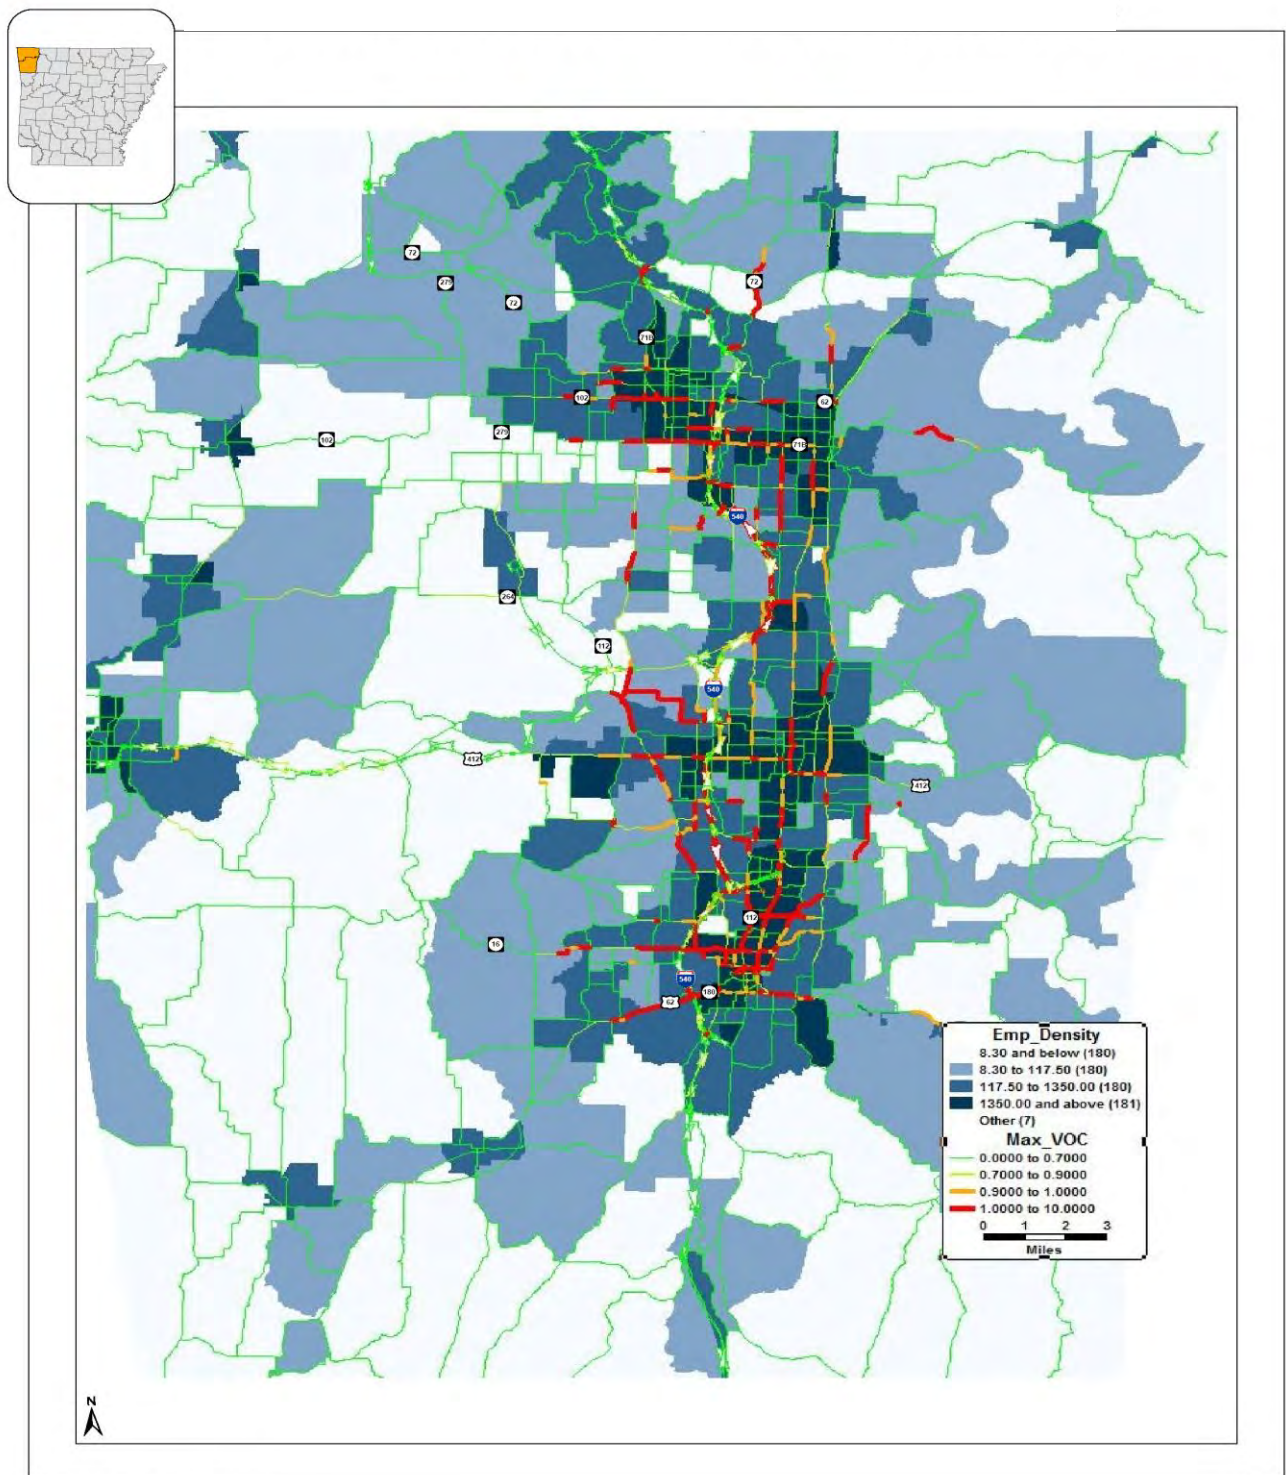 72
279
72
72
71B
102
62
279
102
71B
540
264
112
540
412
412
112
16
540
180
62
Emp_Density
8.30 and below (180)
8.30 to 117.50 (180)
117.50 to 1350.00 (180)
1350.00 and above (181)
Other (7)
Max_VOC
0.0000 to 0.7000
0.7000 to 0.9000
0.9000 to 1.0000
1.0000 to 10.0000
0 1 2 3
Miles
N